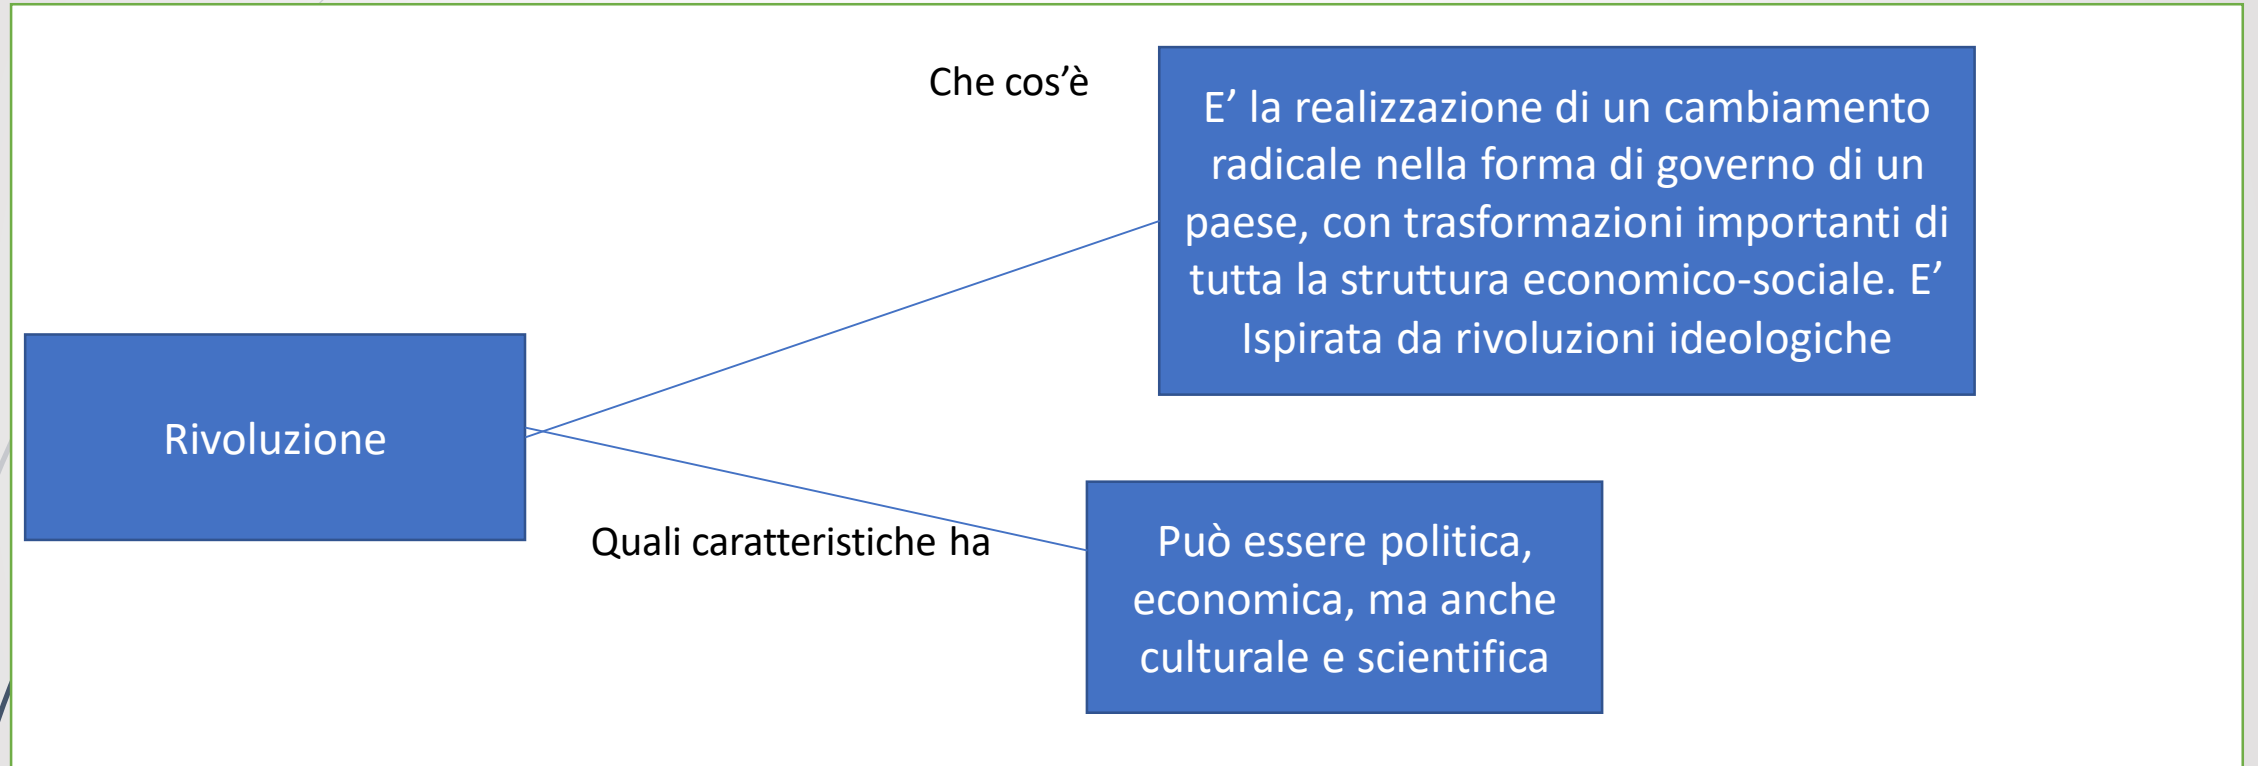 Che cos’è
E’ la realizzazione di un cambiamento
radicale nella forma di governo di un
paese, con trasformazioni importanti di
tutta la struttura economico-sociale. E’
Ispirata da rivoluzioni ideologiche
Rivoluzione
Quali caratteristiche ha
Può essere politica,
economica, ma anche
culturale e scientifica